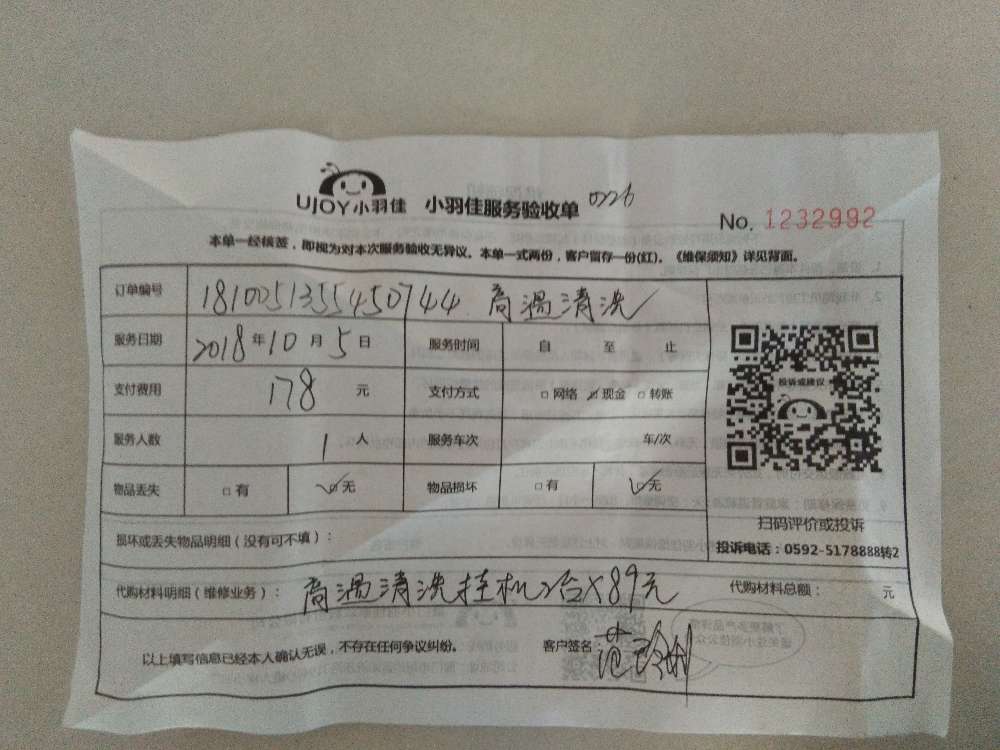 UJOY小羽佳 小羽佳服务验收单 0226
No. 1232992
本单一经核签，即视为对本次服务验收无异议。本单一式两份，客户留存一份(红)。《维保须知》详见背面。
订单编号 1810051355450744 高温清洗
服务日期 2018年10月5日 服务时间 自 至 止
支付费用 178元 支付方式 □网络 ☑现金 □转账
服务人数 1人 服务车次 车/次
物品丢失 □有 ☑无 物品损坏 □有 ☑无
投诉或建议
扫码评价或投诉
投诉电话：0592-5178888转2
损坏或丢失物品明细（没有可不填）：
代购材料明细（维修业务）：高温清洗挂机2台X89元 代购材料总额： 元
以上填写信息已经本人确认无误，不存在任何争议纠纷。 客户签名：